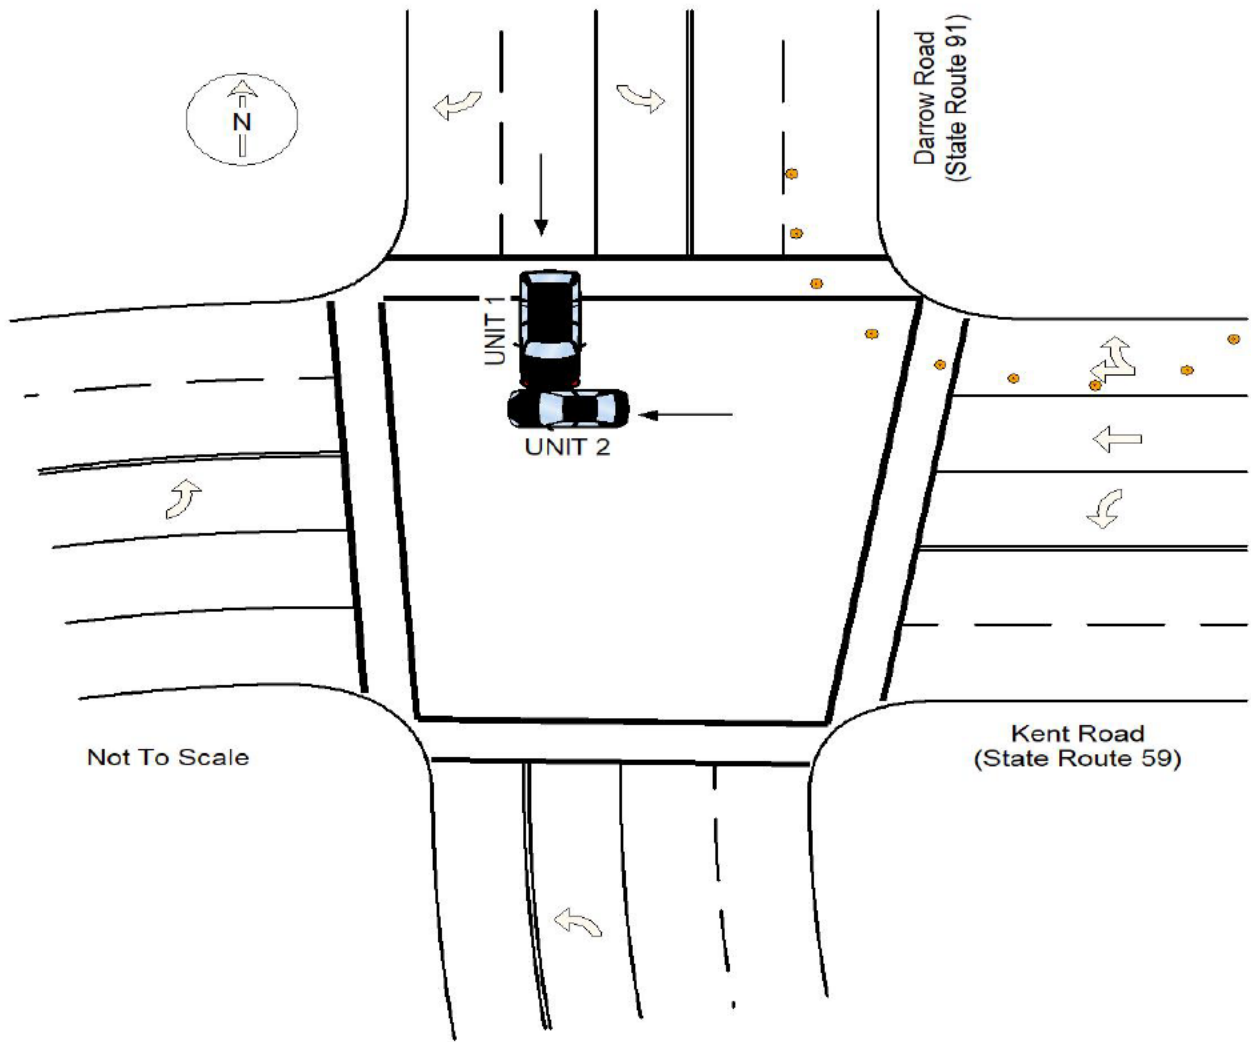 Darrow Road
(State Route 91)
N
UNIT 1
UNIT 2
Not To Scale
Kent Road
(State Route 59)